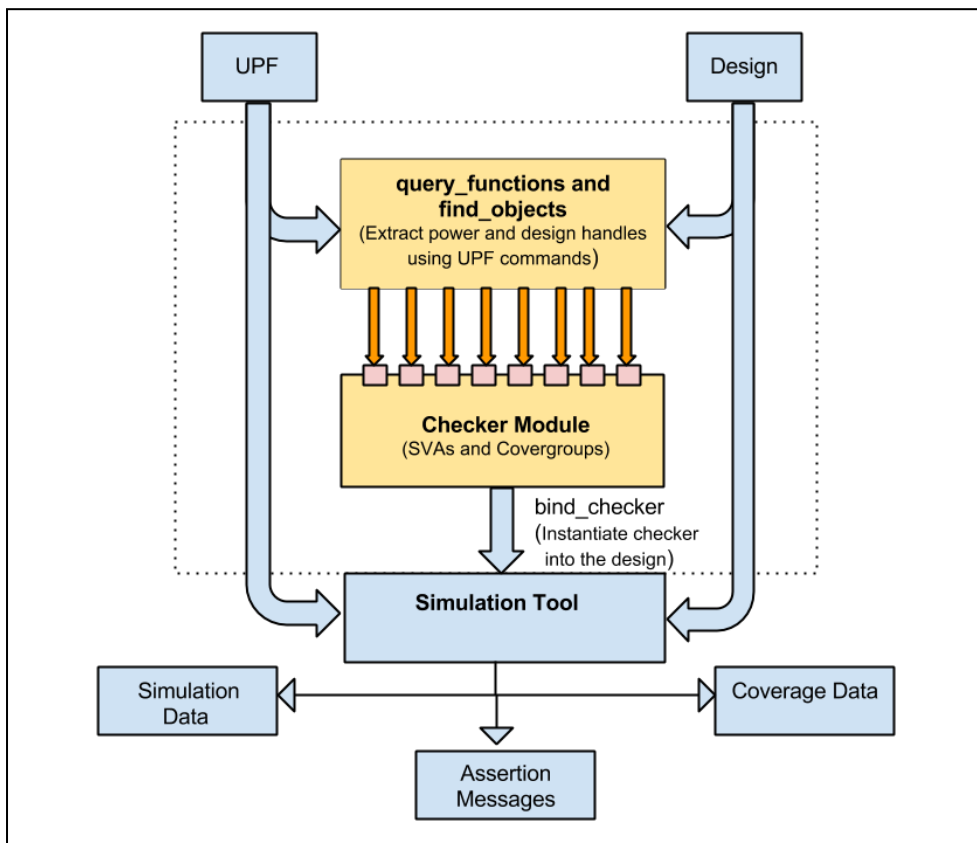 UPF
Design
query_functions and
find_objects
(Extract power and design handles
using UPF commands)
Checker Module
(SVAs and Covergroups)
bind_checker
(Instantiate checker
into the design)
Simulation Tool
Simulation
Data
Coverage Data
Assertion
Messages